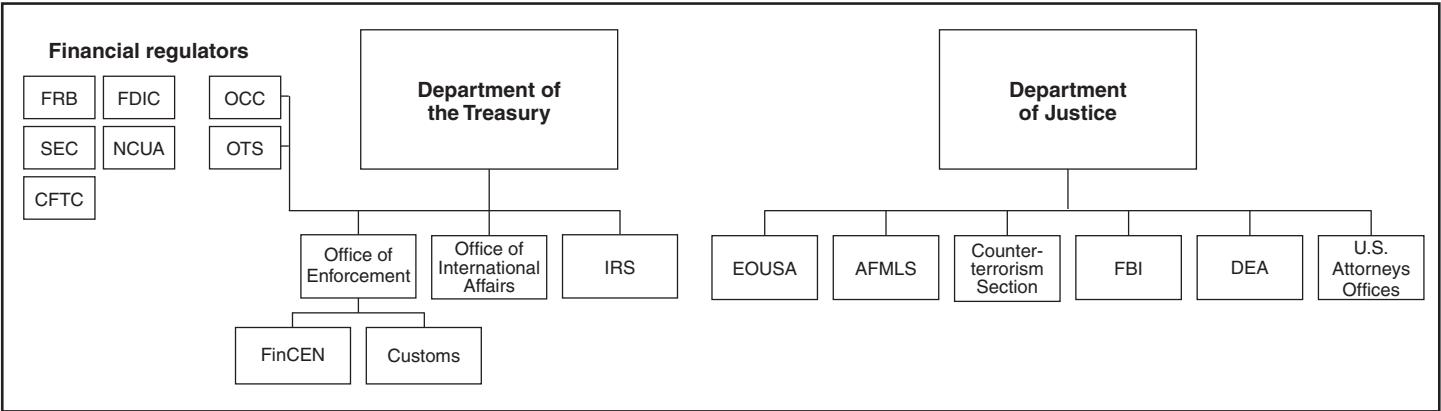 Financial regulators
FRB
FDIC
OCC
SEC
NCUA
OTS
CFTC
Department of
the Treasury
Department
of Justice
Office of
Enforcement
Office of
International
Affairs
IRS
EOUSA
AFMLS
Counter-
terrorism
Section
FBI
DEA
U.S.
Attorneys
Offices
FinCEN
Customs